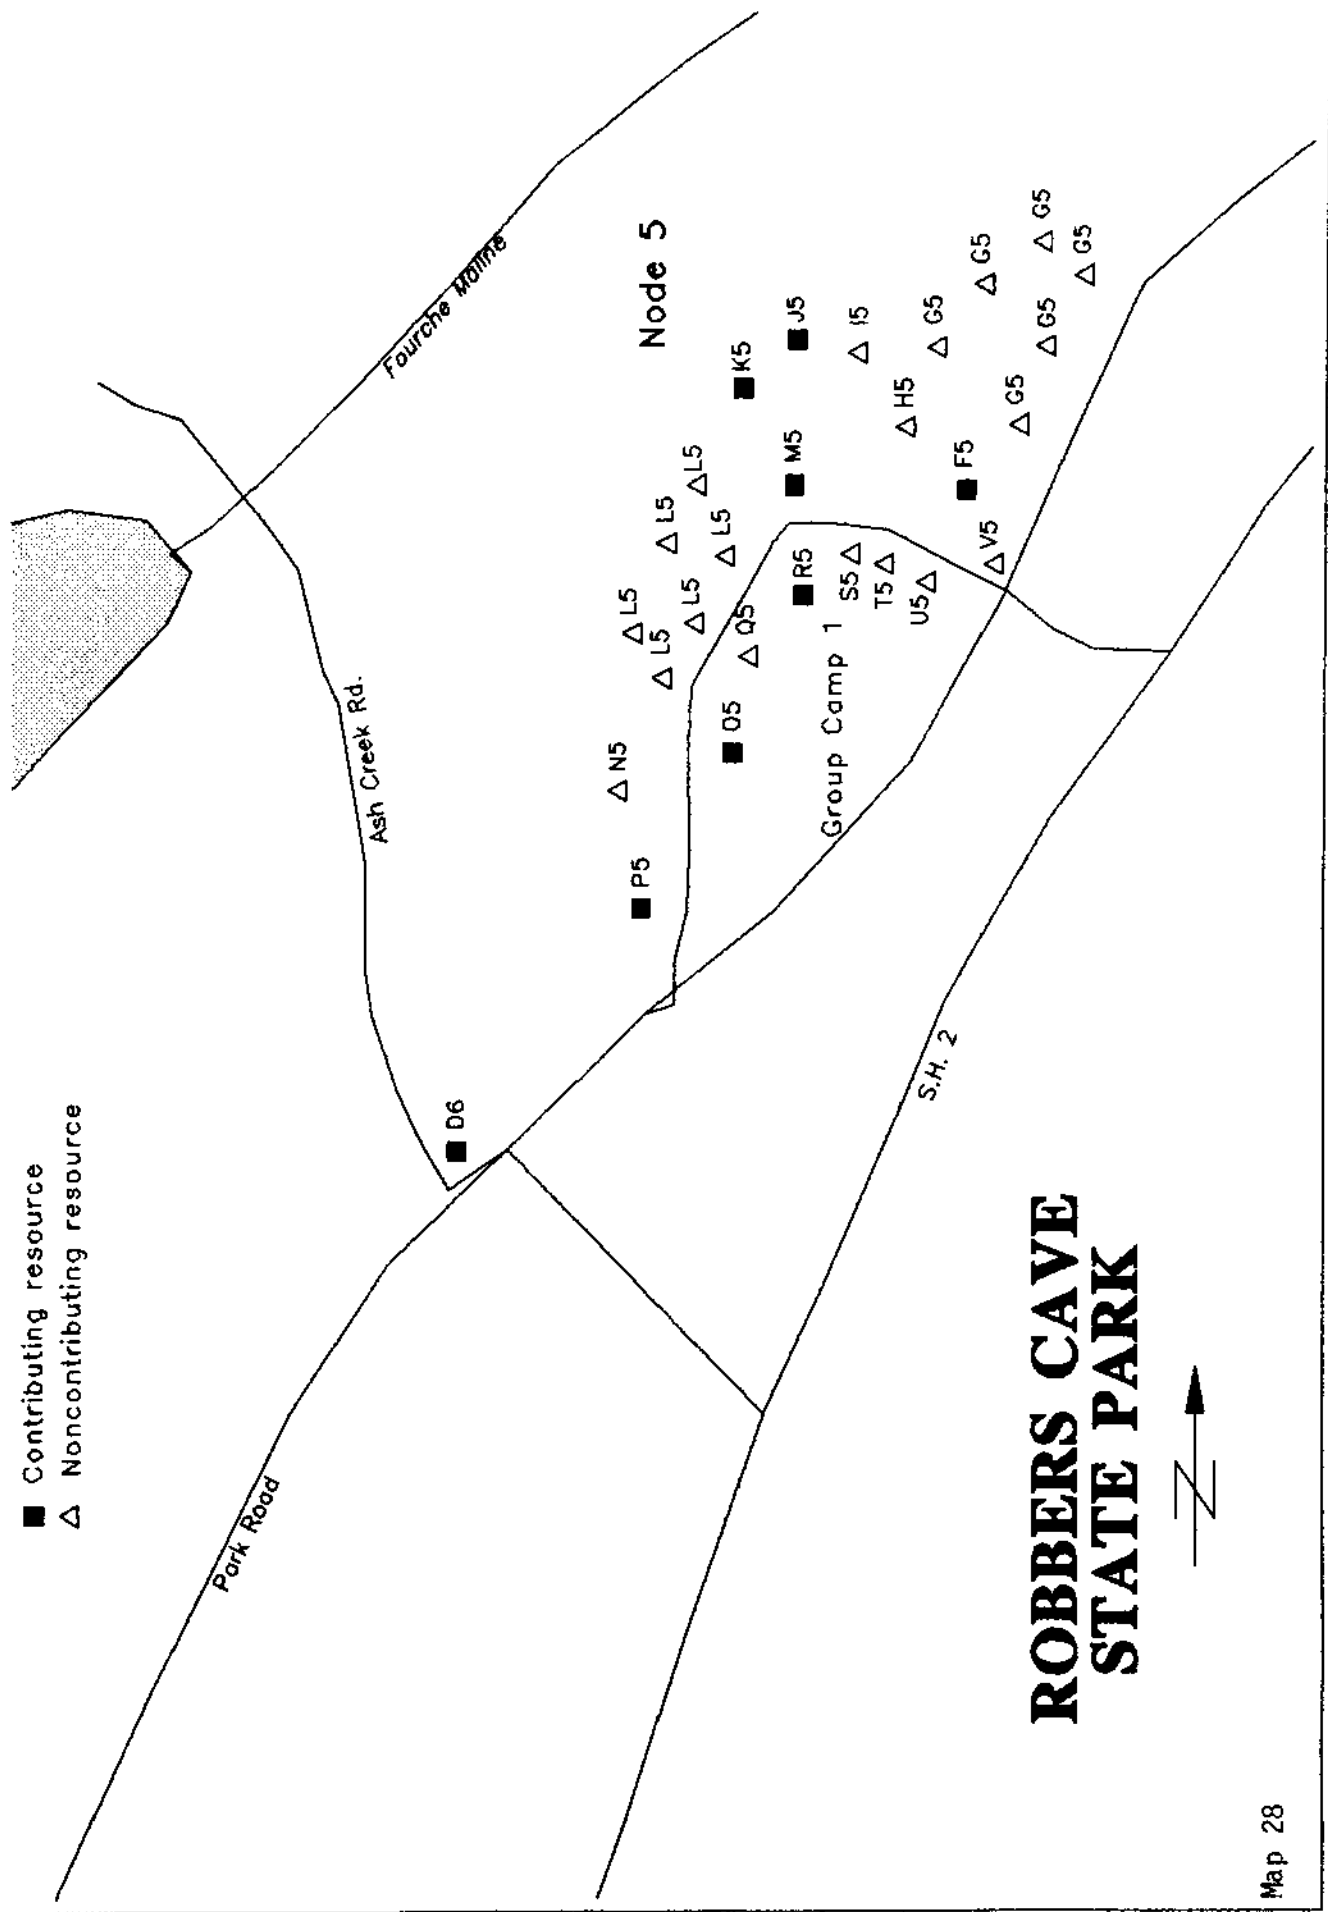 ■ Contributing resource
△ Noncontributing resource
Park Road
D6
Ash Creek Rd.
Fourche Maline
Node 5
P5
N5
L5
L5
L5
L5
L5
L5
K5
O5
Q5
R5
M5
J5
Group Camp 1
S5
T5
U5
V5
F5
H5
I5
G5
G5
G5
G5
G5
G5
S.H. 2
ROBBERS CAVE
STATE PARK
N
Map 28